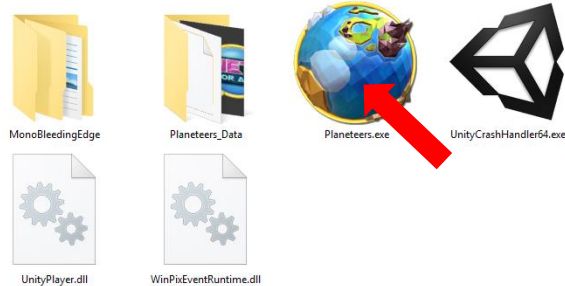 MonoBleedingEdge
Planeteers_Data
Planeteers.exe
UnityCrashHandler64.exe
UnityPlayer.dll
WinPixEventRuntime.dll